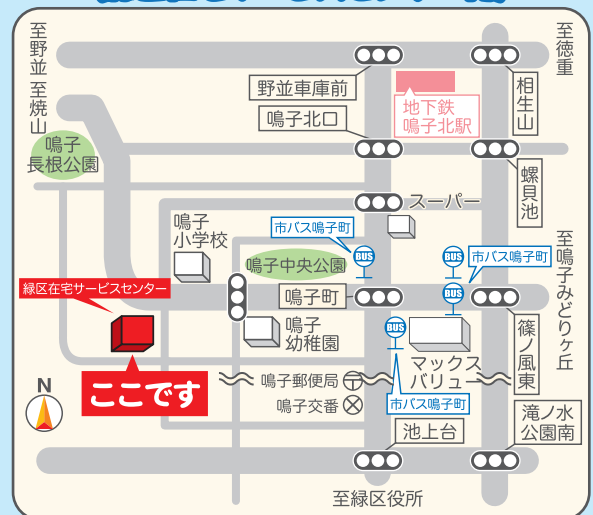 至野並
至徳重
至焼山
野並車庫前
地下鉄
鳴子北駅
相生山
鳴子北口
鳴子
長根公園
螺貝池
スーパー
鳴子
小学校
市バス鳴子町
BUS
BUS
市バス鳴子町
至鳴子みどりヶ丘
鳴子中央公園
緑区在宅サービスセンター
鳴子町
BUS
篠ノ風東
鳴子
幼稚園
BUS
マックス
バリュー
ここです
鳴子郵便局
市バス鳴子町
鳴子交番
N
池上台
滝ノ水
公園南
至緑区役所